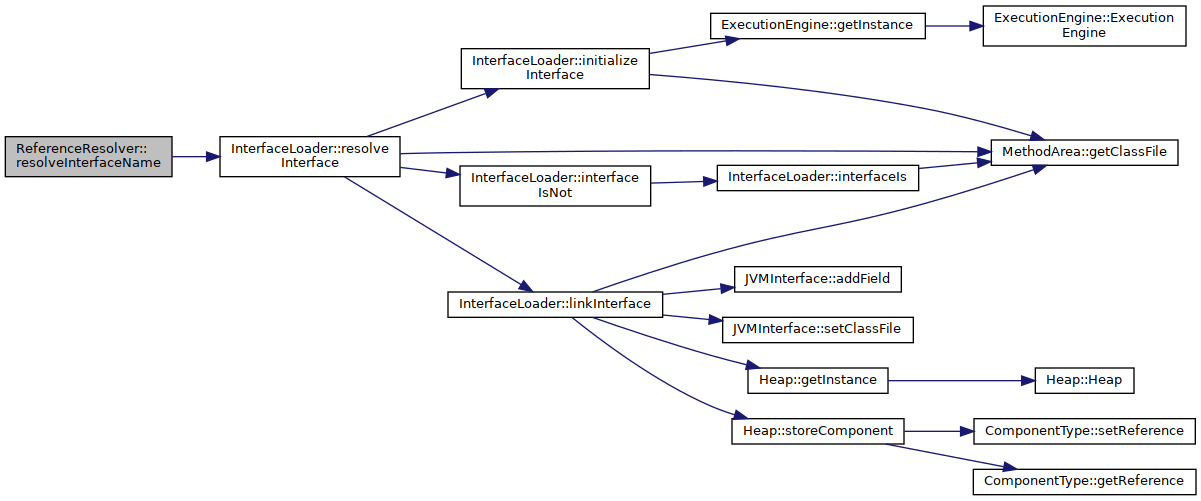 ReferenceResolver::
resolveInterfaceName
InterfaceLoader::resolve
Interface
InterfaceLoader::initialize
Interface
ExecutionEngine::getInstance
ExecutionEngine::Execution
Engine
MethodArea::getClassFile
InterfaceLoader::interface
IsNot
InterfaceLoader::interfaceIs
InterfaceLoader::linkInterface
JVMInterface::addField
JVMInterface::setClassFile
Heap::getInstance
Heap::Heap
Heap::storeComponent
ComponentType::setReference
ComponentType::getReference